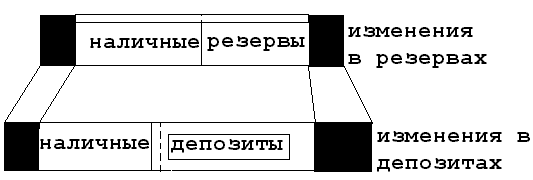 наличные резервы
изменения
в резервах
наличные депозиты
изменения в
депозитах